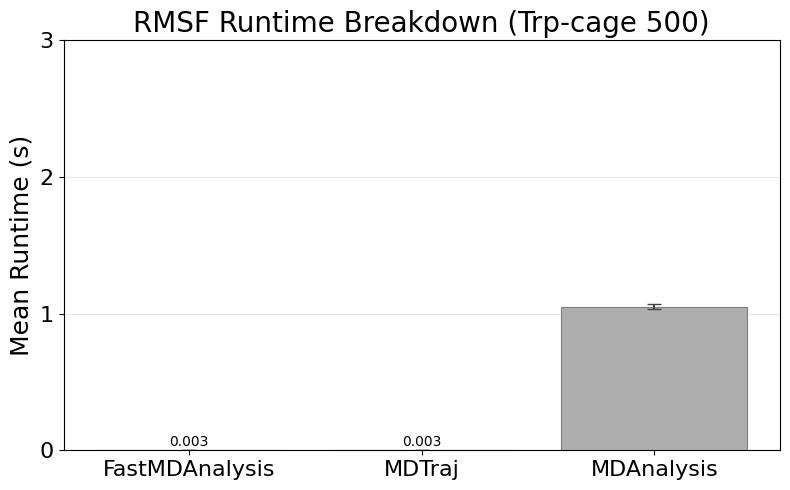 RMSF Runtime Breakdown (Trp-cage 500)
Mean Runtime (s)
3
2
1
0
0.003
0.003
FastMDAnalysis
MDTraj
MDAnalysis